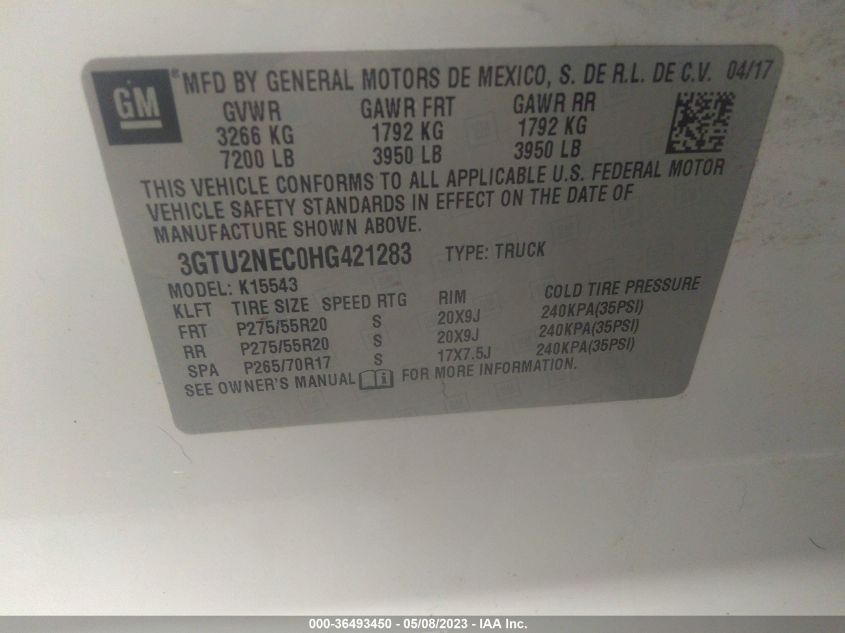 GM
® MFD BY GENERAL MOTORS DE MEXICO, S. DE R.L. DE C.V. 04/17
GVWR GAWR FRT GAWR RR
3266 KG 1792 KG 1792 KG
7200 LB 3950 LB 3950 LB
THIS VEHICLE CONFORMS TO ALL APPLICABLE U.S. FEDERAL MOTOR
VEHICLE SAFETY STANDARDS IN EFFECT ON THE DATE OF
MANUFACTURE SHOWN ABOVE.
3GTU2NEC0HG421283 TYPE: TRUCK
MODEL: K15543
KLFT TIRE SIZE SPEED RTG RIM COLD TIRE PRESSURE
FRT P275/55R20 S 20X9J 240KPA(35PSI)
RR P275/55R20 S 20X9J 240KPA(35PSI)
SPA P265/70R17 S 17X7.5J 240KPA(35PSI)
SEE OWNER'S MANUAL FOR MORE INFORMATION.
000-36493450 - 05/08/2023 - IAA Inc.